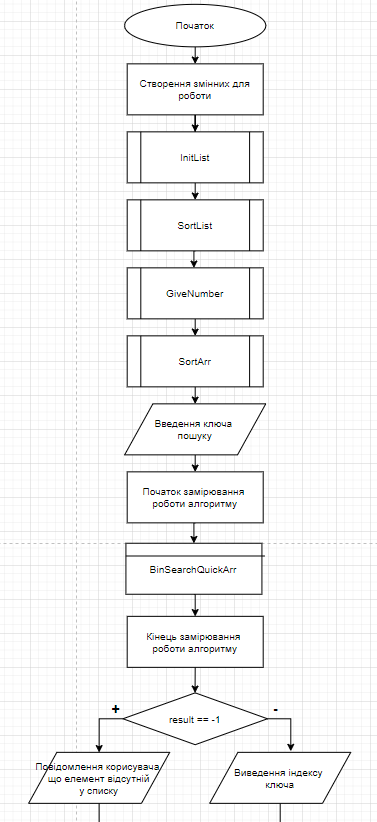 Початок
Створення змінних для
роботи
InitList
SortList
GiveNumber
SortArr
Введення ключа
пошуку
Початок замірювання
роботи алгоритму
BinSearchQuickArr
Кінець замірювання
роботи алгоритму
+
-
result == -1
Повідомлення корисувача
що елемент відсутній
у списку
Виведення індексу
ключа